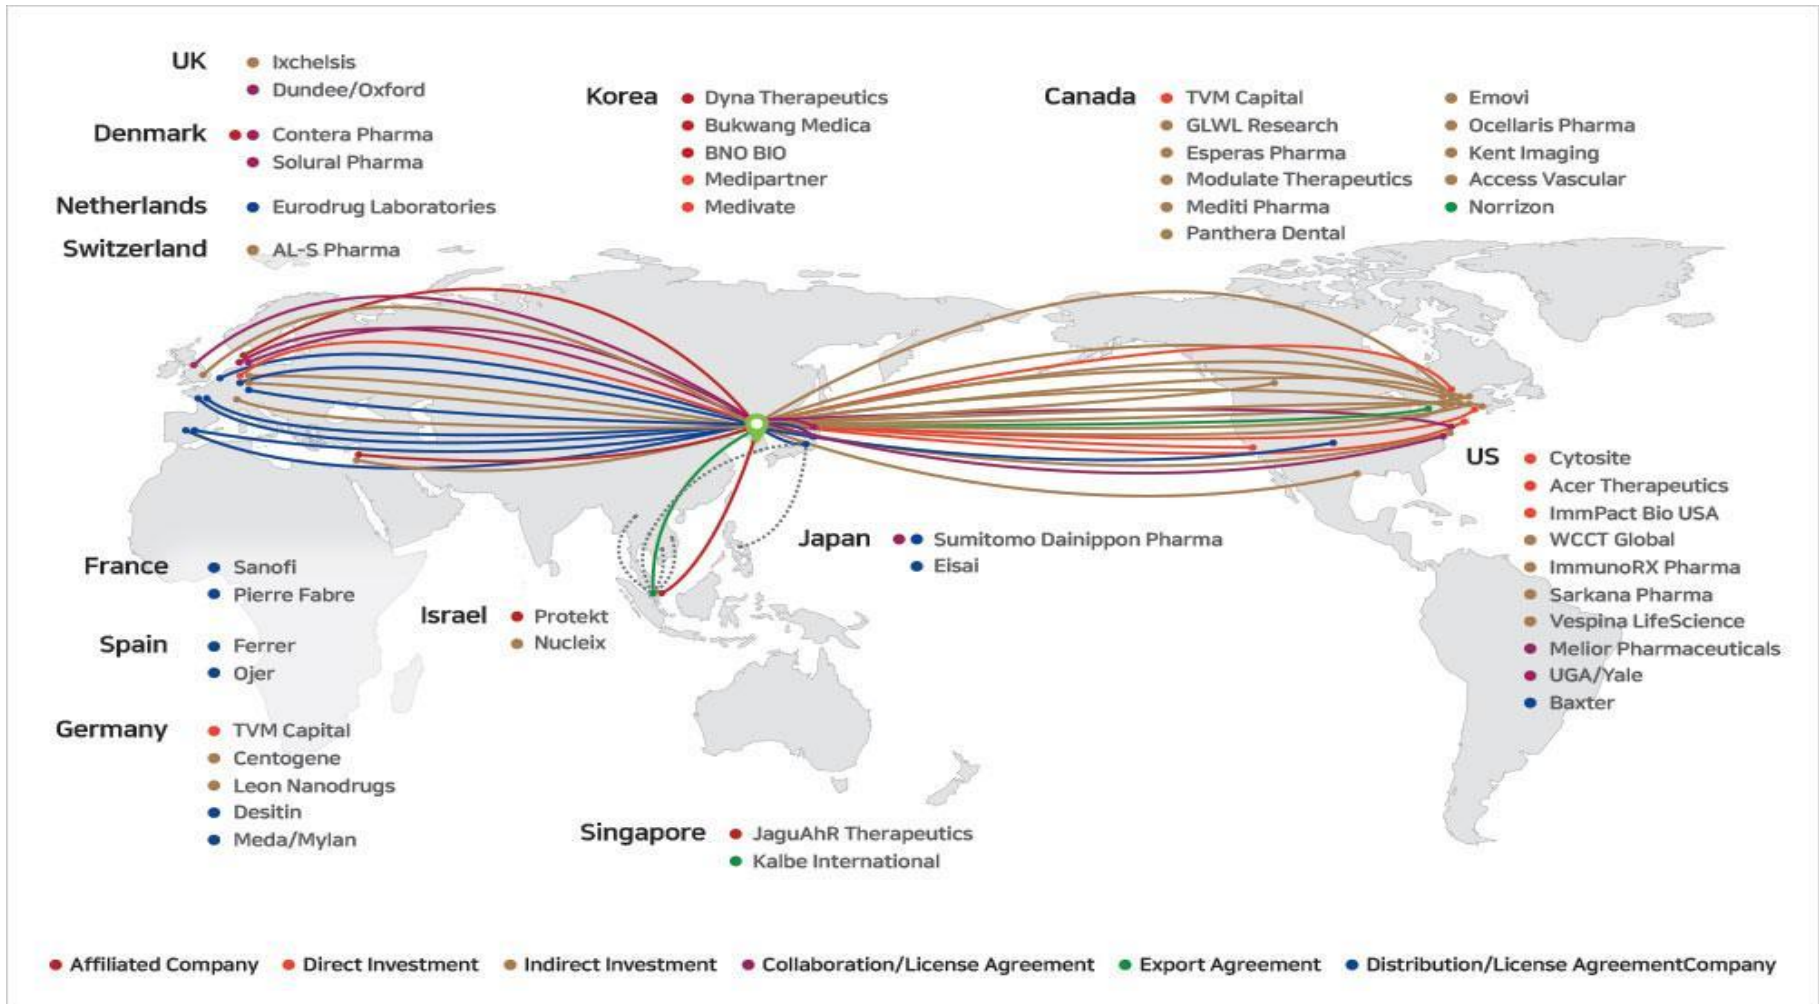 UK
Ixchelsis
Dundee/Oxford
Denmark
Contera Pharma
Solural Pharma
Netherlands
Eurodrug Laboratories
Switzerland
AL-S Pharma
Korea
Dyna Therapeutics
Bukwang Medica
BNO BIO
Medipartner
Medivate
Canada
TVM Capital
GLWL Research
Esperas Pharma
Modulate Therapeutics
Mediti Pharma
Panthera Dental
Emovi
Ocellaris Pharma
Kent Imaging
Access Vascular
Norrizon
US
Cytosite
Acer Therapeutics
ImmPact Bio USA
WCCT Global
ImmunoRX Pharma
Sarkana Pharma
Vespina LifeScience
Melior Pharmaceuticals
UGA/Yale
Baxter
Japan
Sumitomo Dainippon Pharma
Eisai
France
Sanofi
Pierre Fabre
Israel
Protekt
Nucleix
Spain
Ferrer
Ojer
Germany
TVM Capital
Centogene
Leon Nanodrugs
Desitin
Meda/Mylan
Singapore
JaguAhR Therapeutics
Kalbe International
Affiliated Company
Direct Investment
Indirect Investment
Collaboration/License Agreement
Export Agreement
Distribution/License AgreementCompany